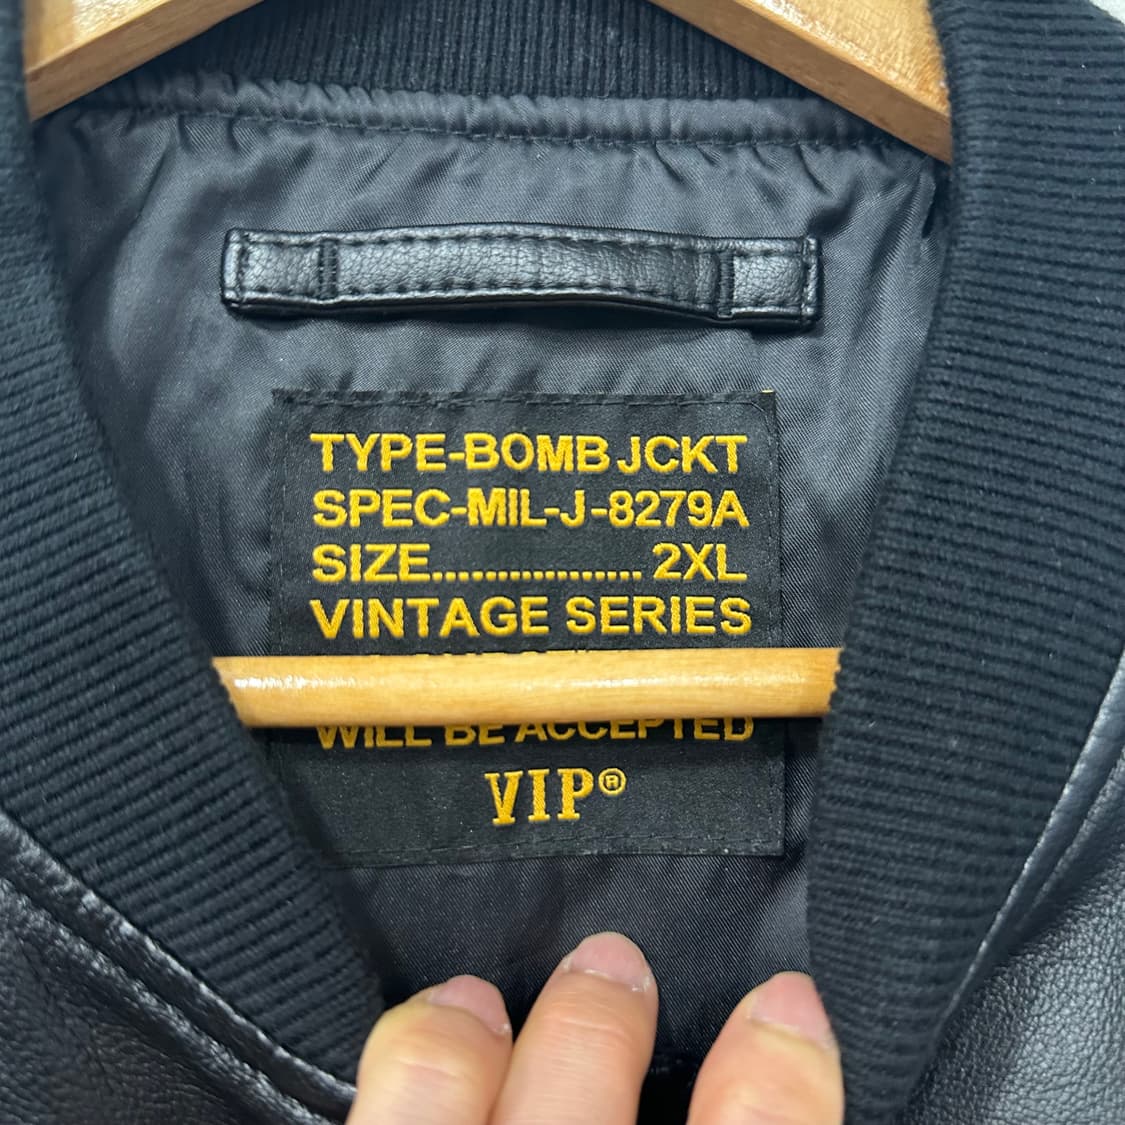 TYPE-BOMB JCKT
SPEC-MIL-J-8279A
SIZE................. 2XL
VINTAGE SERIES
WILL BE ACCEPTED
VIP®